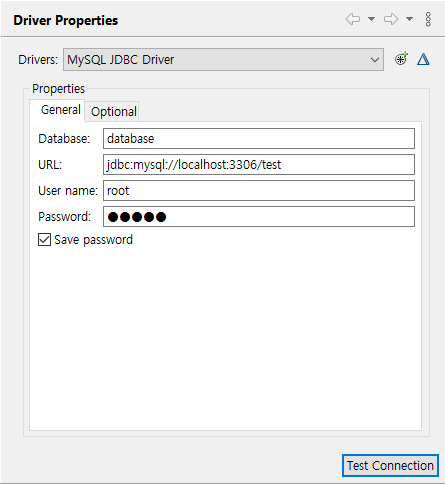 Driver Properties
Drivers: MySQL JDBC Driver
Properties
General Optional
Database: database
URL: jdbc:mysql://localhost:3306/test
User name: root
Password: ●●●●●
Save password
Test Connection